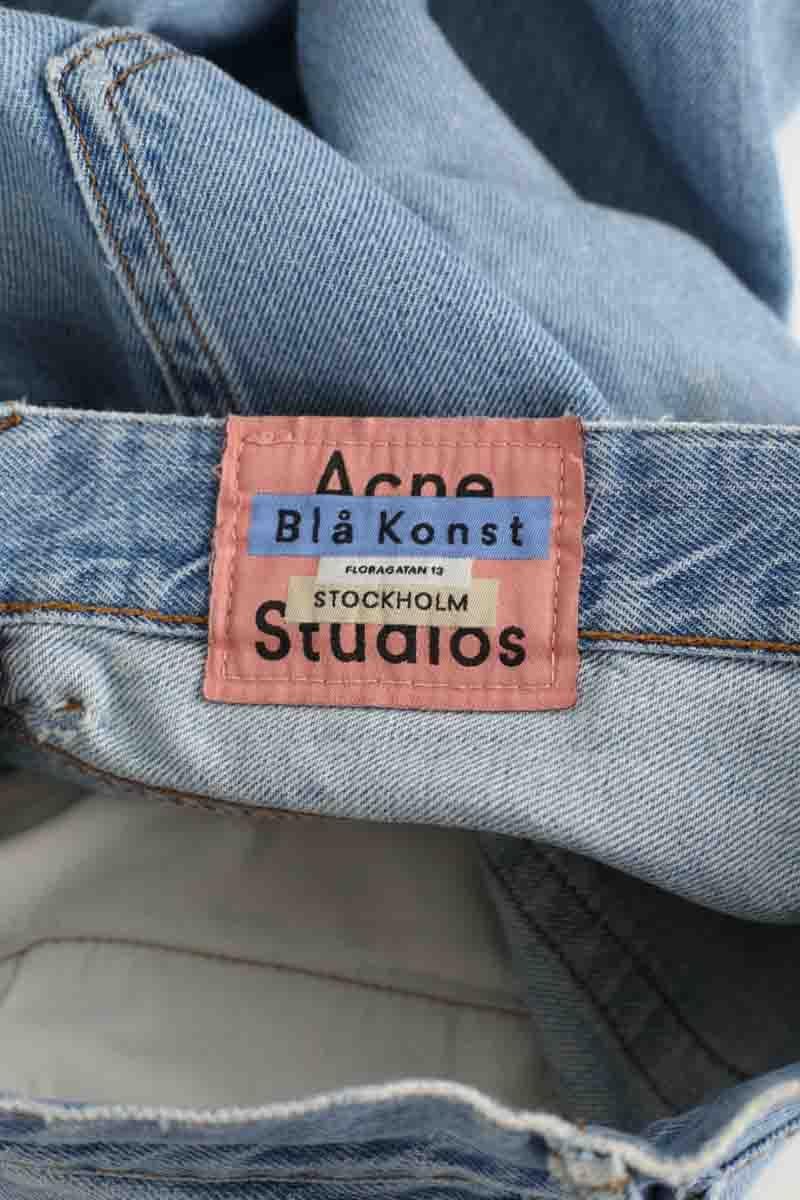 Acne
Blå Konst
FLORAGATAN 13
STOCKHOLM
Studios